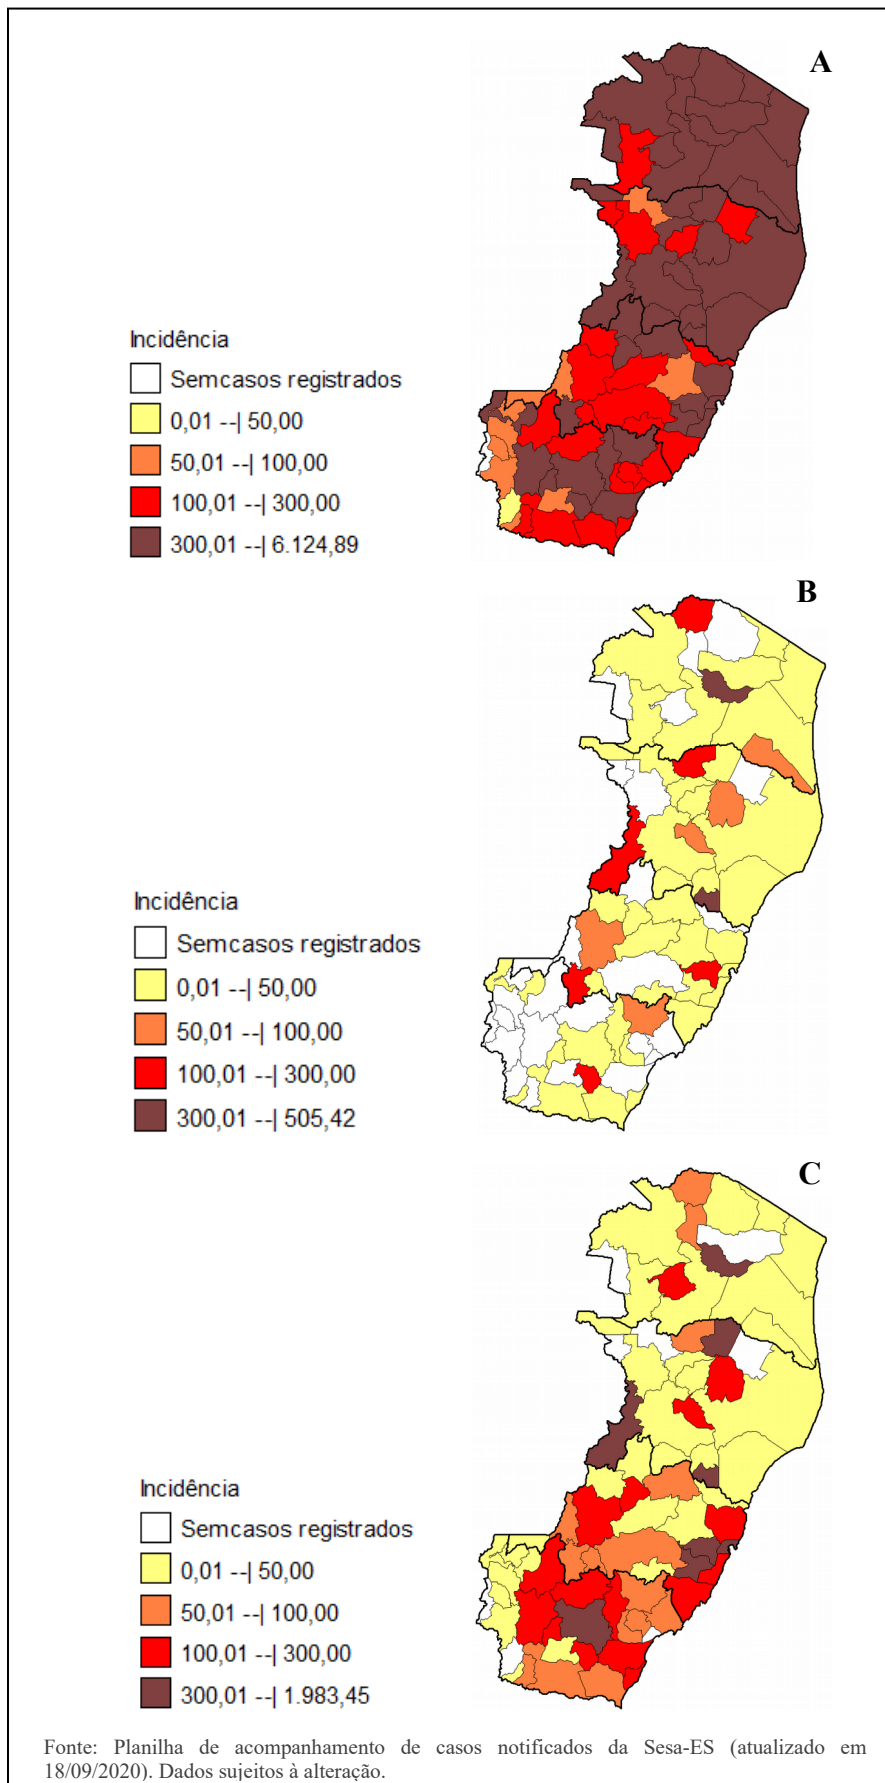 A
Incidência
Semcasos registrados
0,01 --| 50,00
50,01 --| 100,00
100,01 --| 300,00
300,01 --| 6.124,89
B
Incidência
Semcasos registrados
0,01 --| 50,00
50,01 --| 100,00
100,01 --| 300,00
300,01 --| 505,42
C
Incidência
Semcasos registrados
0,01 --| 50,00
50,01 --| 100,00
100,01 --| 300,00
300,01 --| 1.983,45
Fonte: Planilha de acompanhamento de casos notificados da Sesa-ES (atualizado em
18/09/2020). Dados sujeitos à alteração.